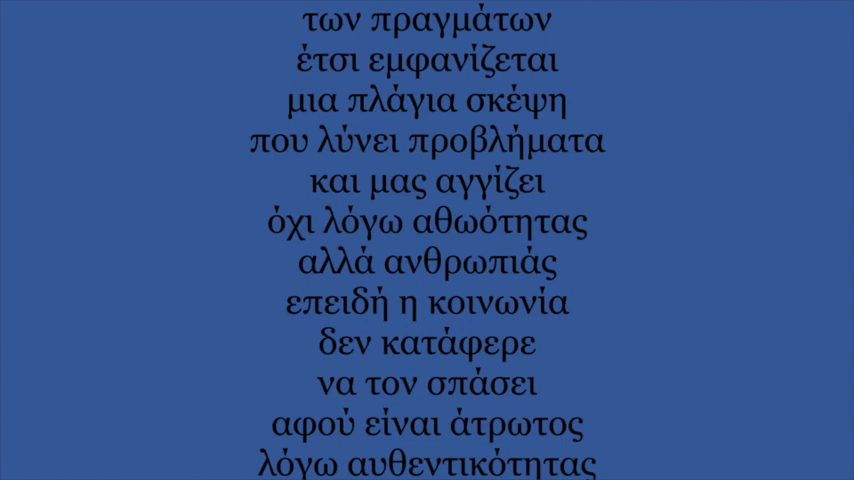 των πραγμάτων
έτσι εμφανίζεται
μια πλάγια σκέψη
που λύνει προβλήματα
και μας αγγίζει
όχι λόγω αθωότητας
αλλά ανθρωπιάς
επειδή η κοινωνία
δεν κατάφερε
να τον σπάσει
αφού είναι άτρωτος
λόγω αυθεντικότητας